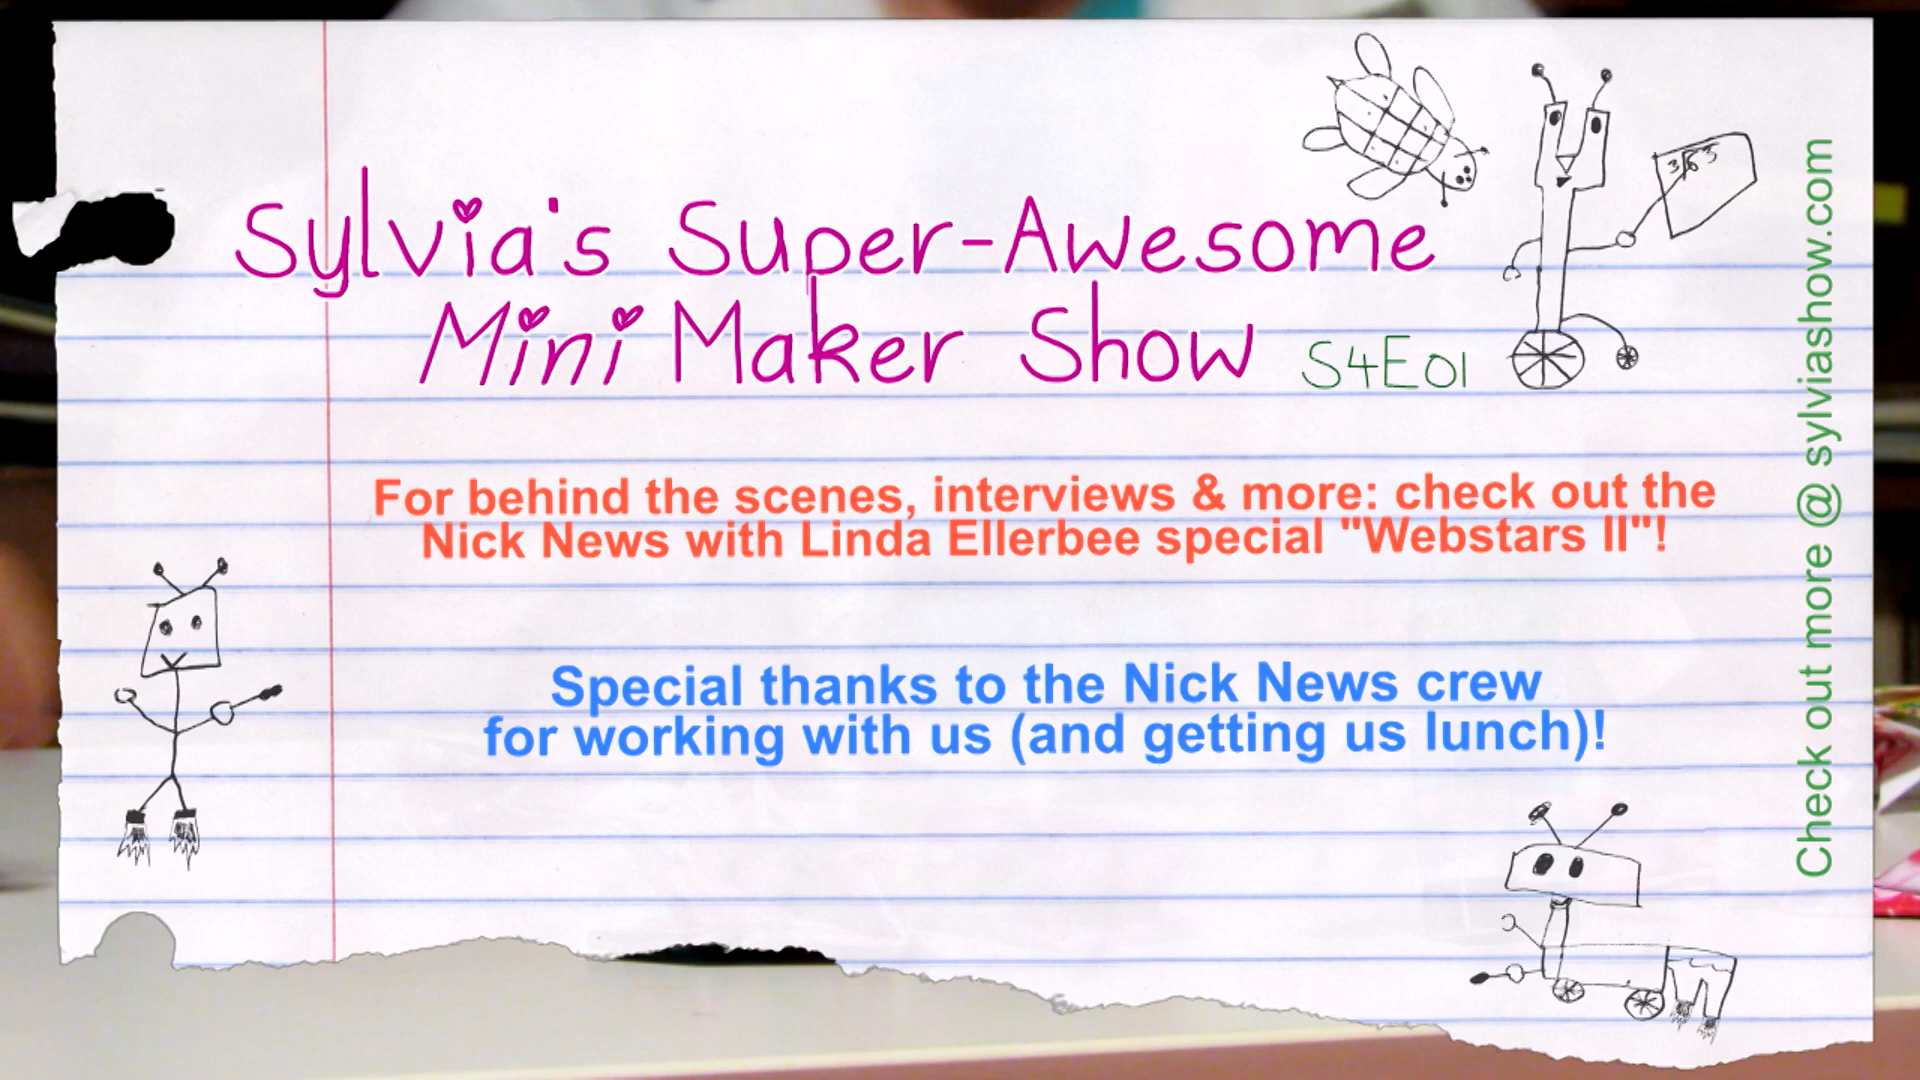 Sylvia's Super-Awesome
Mini Maker Show S4E01
For behind the scenes, interviews & more: check out the
Nick News with Linda Ellerbee special "Webstars II"!
Special thanks to the Nick News crew
for working with us (and getting us lunch)!
Check out more @ sylviashow.com